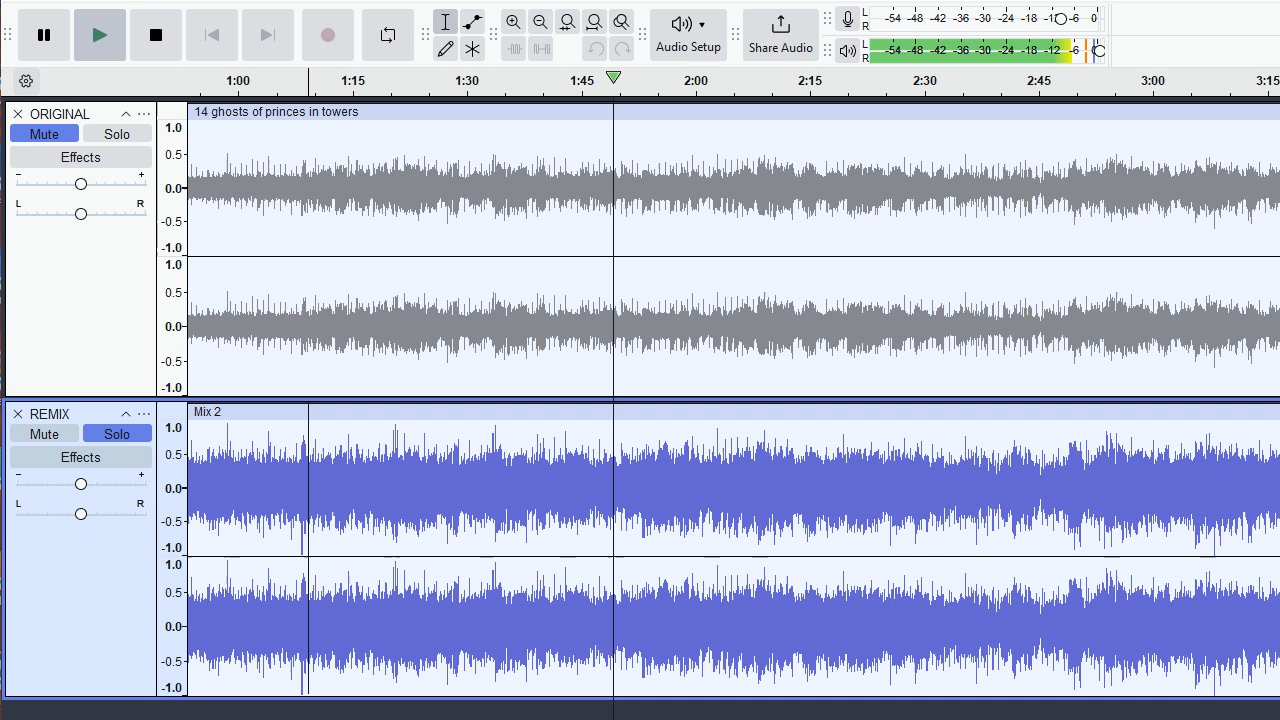 L -54 -48 -42 -36 -30 -24 -18 -12 -6 0
R
Audio Setup
Share Audio
L -54 -48 -42 -36 -30 -24 -18 -12 -6
R
1:00 1:15 1:30 1:45 2:00 2:15 2:30 2:45 3:00 3:15
ORIGINAL
14 ghosts of princes in towers
Mute Solo
Effects
- +
L R
1.0
0.5
0.0
-0.5
-1.0
1.0
0.5
0.0
-0.5
-1.0
REMIX
Mix 2
Mute Solo
Effects
- +
L R
1.0
0.5
0.0
-0.5
-1.0
1.0
0.5
0.0
-0.5
-1.0